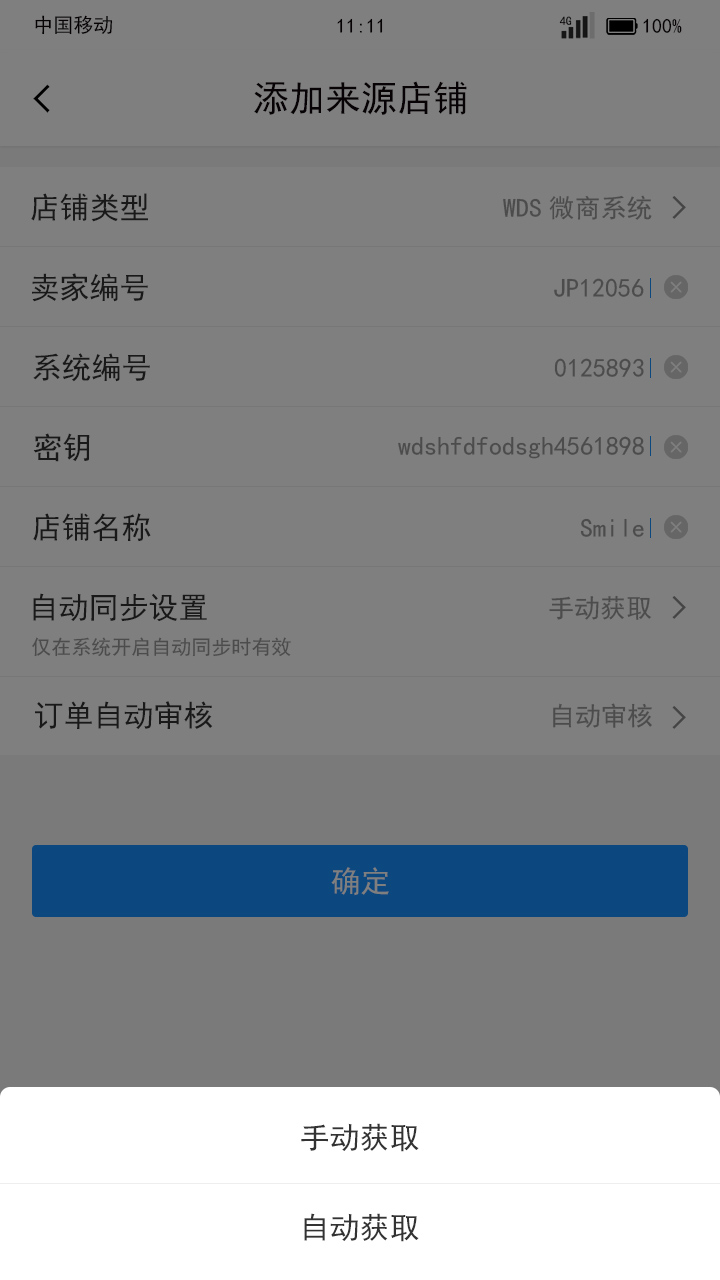 中国移动 11:11 4G 100%
添加来源店铺
店铺类型 WDS 微商系统
卖家编号 JP12056
系统编号 0125893
密钥 wdshfdfodsgh4561898
店铺名称 Smile
自动同步设置 手动获取
仅在系统开启自动同步时有效
订单自动审核 自动审核
确定
手动获取
自动获取